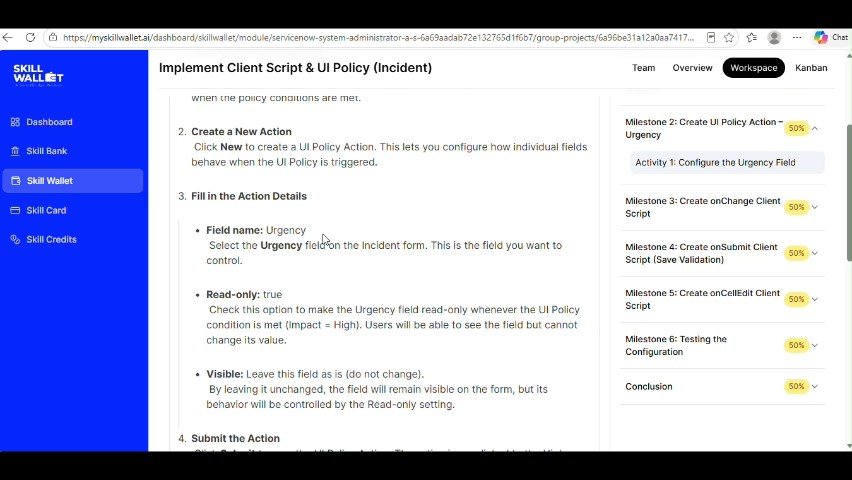 https://myskillwallet.ai/dashboard/skillwallet/module/servicenow-system-administrator-a-s-6a69aadab72e132765d1f6b7/group-projects/6a96be31a12a0aa7417...
Chat
SKILL
WALLET
Implement Client Script & UI Policy (Incident)
Team
Overview
Workspace
Kanban
Dashboard
Skill Bank
Skill Wallet
Skill Card
Skill Credits
when the policy conditions are met.
2. Create a New Action
Click New to create a UI Policy Action. This lets you configure how individual fields
behave when the UI Policy is triggered.
3. Fill in the Action Details
• Field name: Urgency
Select the Urgency field on the Incident form. This is the field you want to
control.
• Read-only: true
Check this option to make the Urgency field read-only whenever the UI Policy
condition is met (Impact = High). Users will be able to see the field but cannot
change its value.
• Visible: Leave this field as is (do not change).
By leaving it unchanged, the field will remain visible on the form, but its
behavior will be controlled by the Read-only setting.
4. Submit the Action
Milestone 2: Create UI Policy Action –
Urgency
50%
Activity 1: Configure the Urgency Field
Milestone 3: Create onChange Client
Script
50%
Milestone 4: Create onSubmit Client
Script (Save Validation)
50%
Milestone 5: Create onCellEdit Client
Script
50%
Milestone 6: Testing the
Configuration
50%
Conclusion
50%